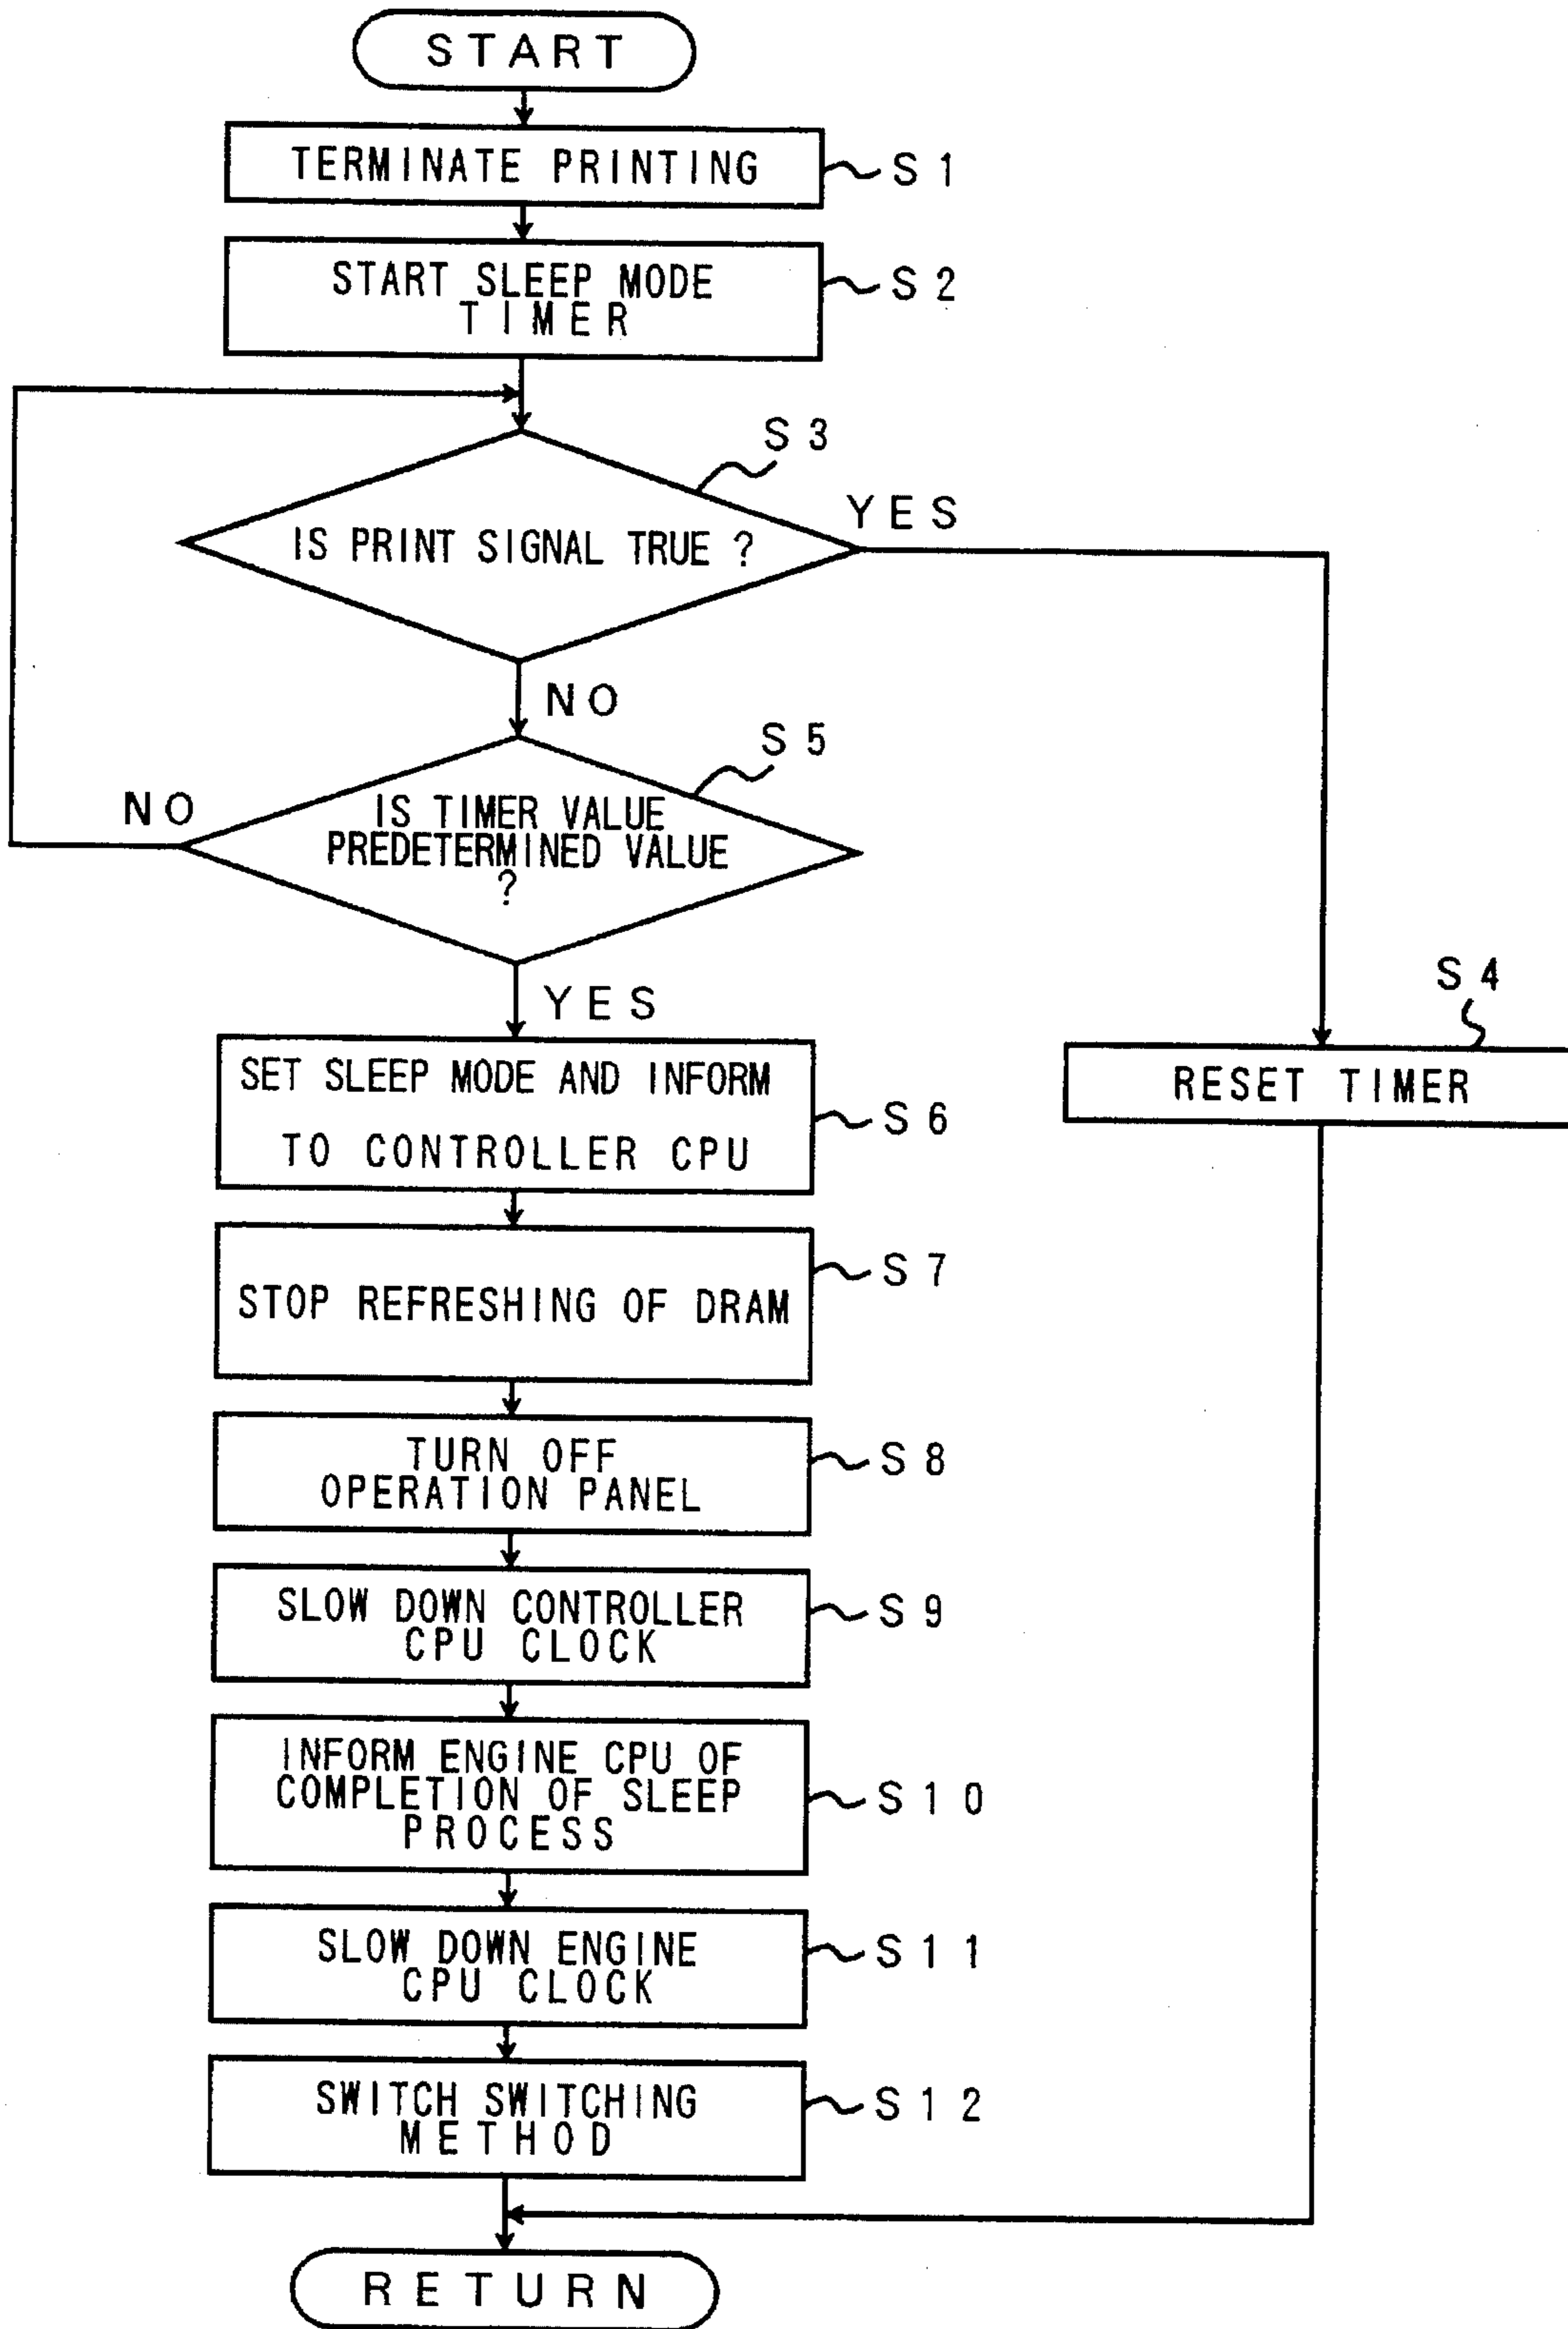 START
TERMINATE PRINTING
S1
START SLEEP MODE
TIMER
S2
S3
IS PRINT SIGNAL TRUE ?
YES
NO
S5
IS TIMER VALUE
PREDETERMINED VALUE
?
NO
YES
S4
RESET TIMER
SET SLEEP MODE AND INFORM
TO CONTROLLER CPU
S6
STOP REFRESHING OF DRAM
S7
TURN OFF
OPERATION PANEL
S8
SLOW DOWN CONTROLLER
CPU CLOCK
S9
INFORM ENGINE CPU OF
COMPLETION OF SLEEP
PROCESS
S10
SLOW DOWN ENGINE
CPU CLOCK
S11
SWITCH SWITCHING
METHOD
S12
RETURN